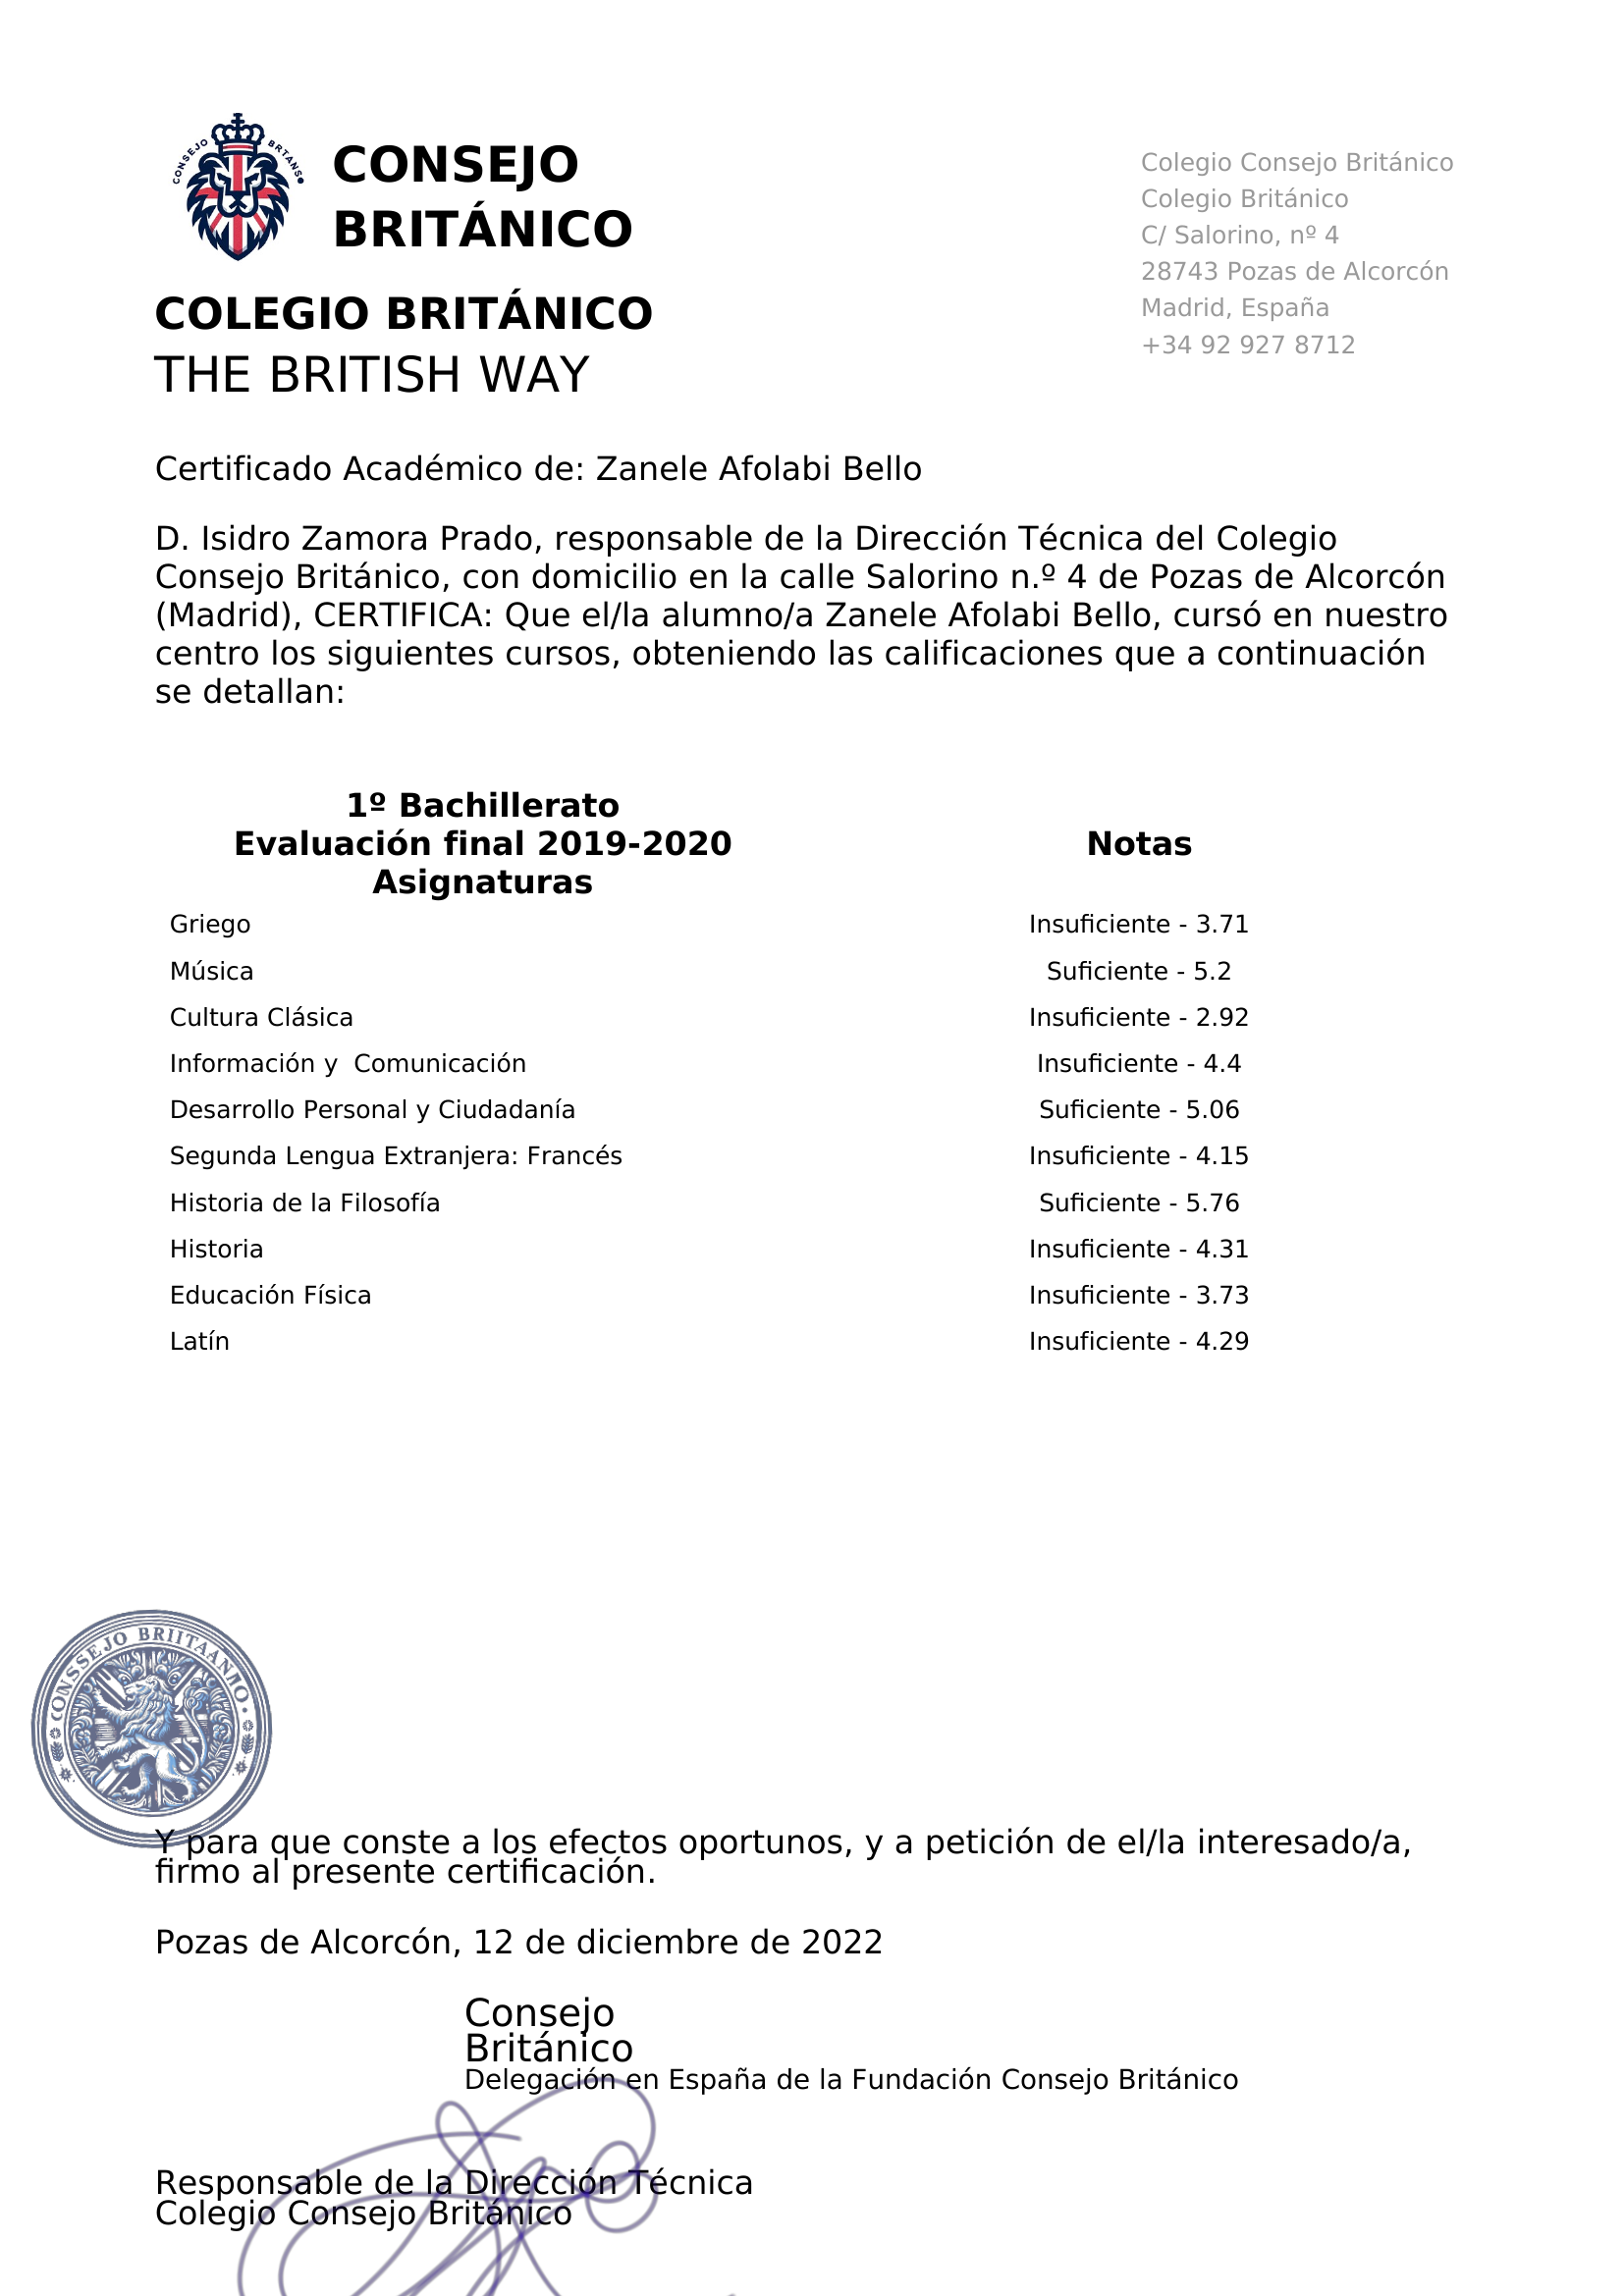 CONSEJO BRTANS
CONSEJO
BRITÁNICO
COLEGIO BRITÁNICO
THE BRITISH WAY
Colegio Consejo Británico
Colegio Británico
C/ Salorino, nº 4
28743 Pozas de Alcorcón
Madrid, España
+34 92 927 8712
Certificado Académico de: Zanele Afolabi Bello
D. Isidro Zamora Prado, responsable de la Dirección Técnica del Colegio
Consejo Británico, con domicilio en la calle Salorino n.º 4 de Pozas de Alcorcón
(Madrid), CERTIFICA: Que el/la alumno/a Zanele Afolabi Bello, cursó en nuestro
centro los siguientes cursos, obteniendo las calificaciones que a continuación
se detallan:
1º Bachillerato
Evaluación final 2019-2020 Notas
Asignaturas
Griego Insuficiente - 3.71
Música Suficiente - 5.2
Cultura Clásica Insuficiente - 2.92
Información y  Comunicación Insuficiente - 4.4
Desarrollo Personal y Ciudadanía Suficiente - 5.06
Segunda Lengua Extranjera: Francés Insuficiente - 4.15
Historia de la Filosofía Suficiente - 5.76
Historia Insuficiente - 4.31
Educación Física Insuficiente - 3.73
Latín Insuficiente - 4.29
CONSSEJO
Y para que conste a los efectos oportunos, y a petición de el/la interesado/a,
firmo al presente certificación.
Pozas de Alcorcón, 12 de diciembre de 2022
Consejo
Británico
Delegación en España de la Fundación Consejo Británico
Responsable de la Dirección Técnica
Colegio Consejo Británico